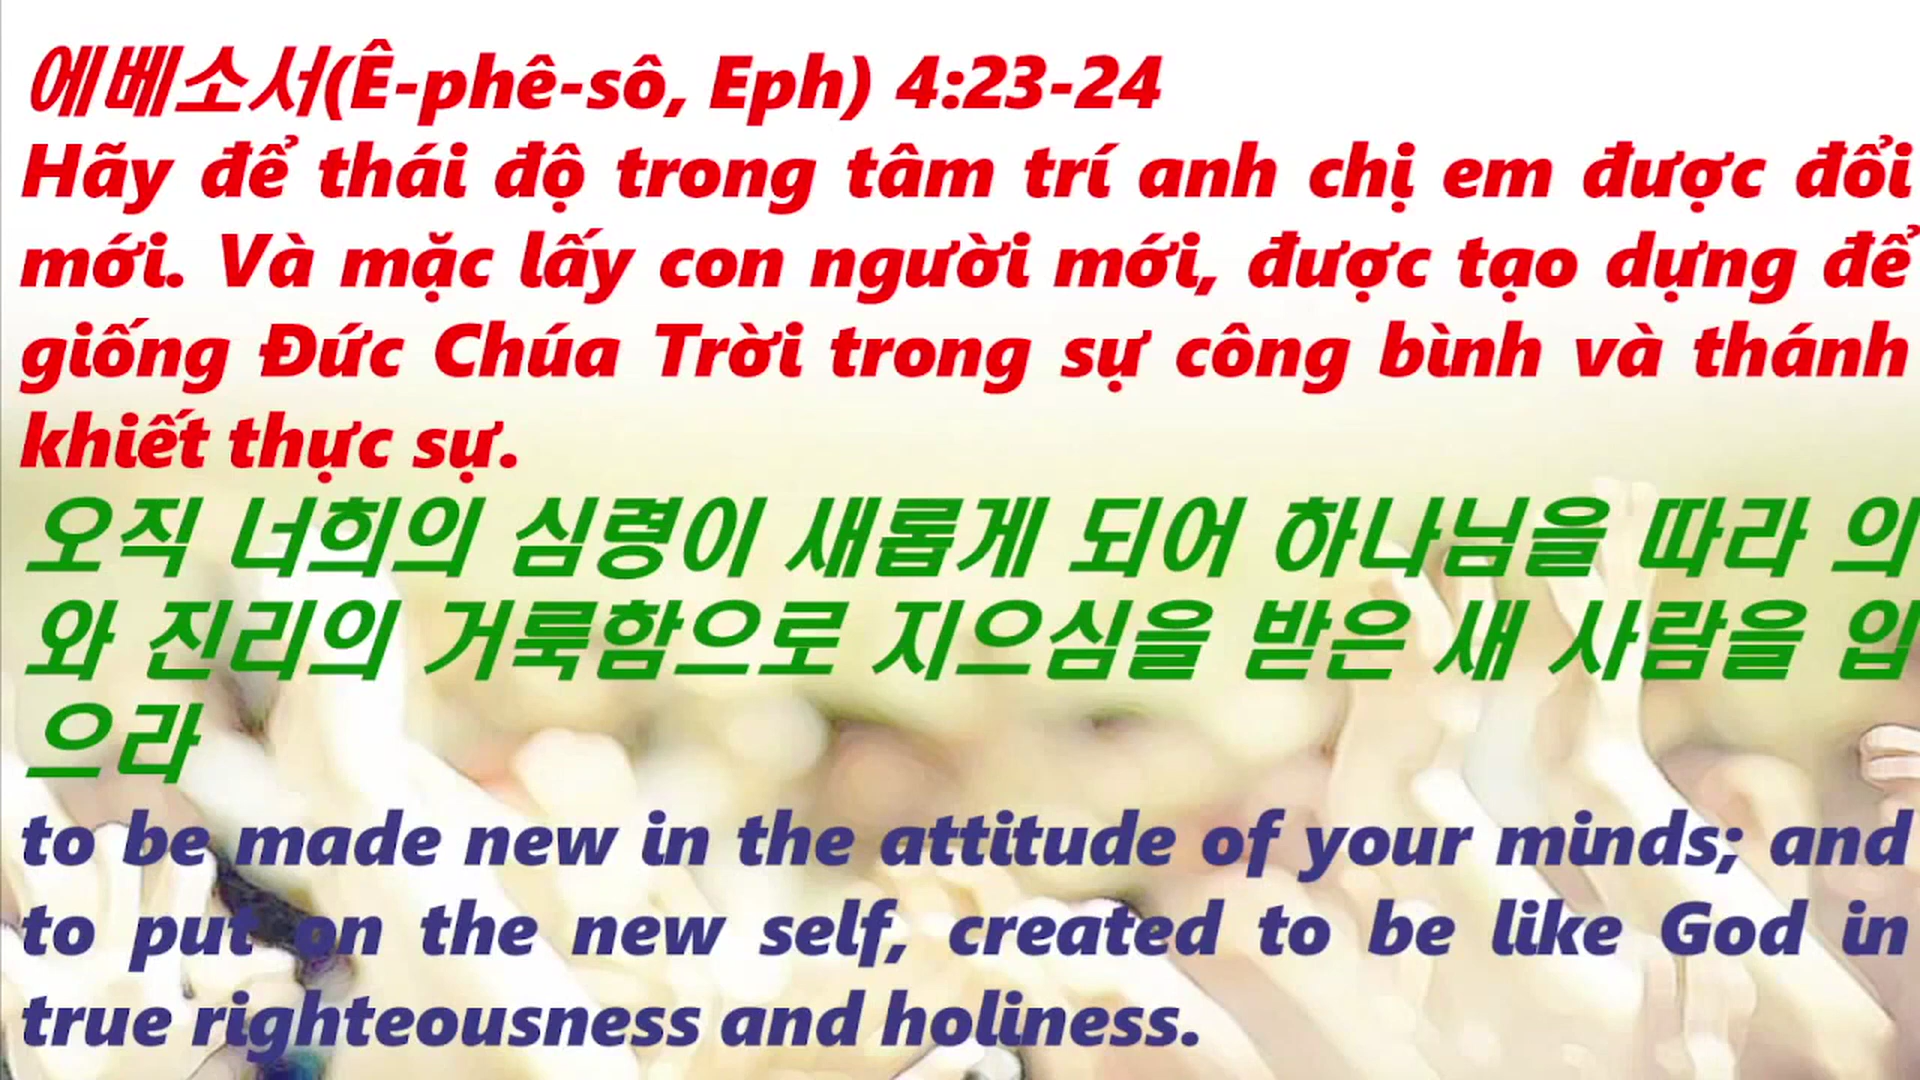 에베소서(Ê-phê-sô, Eph) 4:23-24
Hãy để thái độ trong tâm trí anh chị em được đổi
mới. Và mặc lấy con người mới, được tạo dựng để
giống Đức Chúa Trời trong sự công bình và thánh
khiết thực sự.
오직 너희의 심령이 새롭게 되어 하나님을 따라 의
와 진리의 거룩함으로 지으심을 받은 새 사람을 입
으라
to be made new in the attitude of your minds; and
to put on the new self, created to be like God in
true righteousness and holiness.